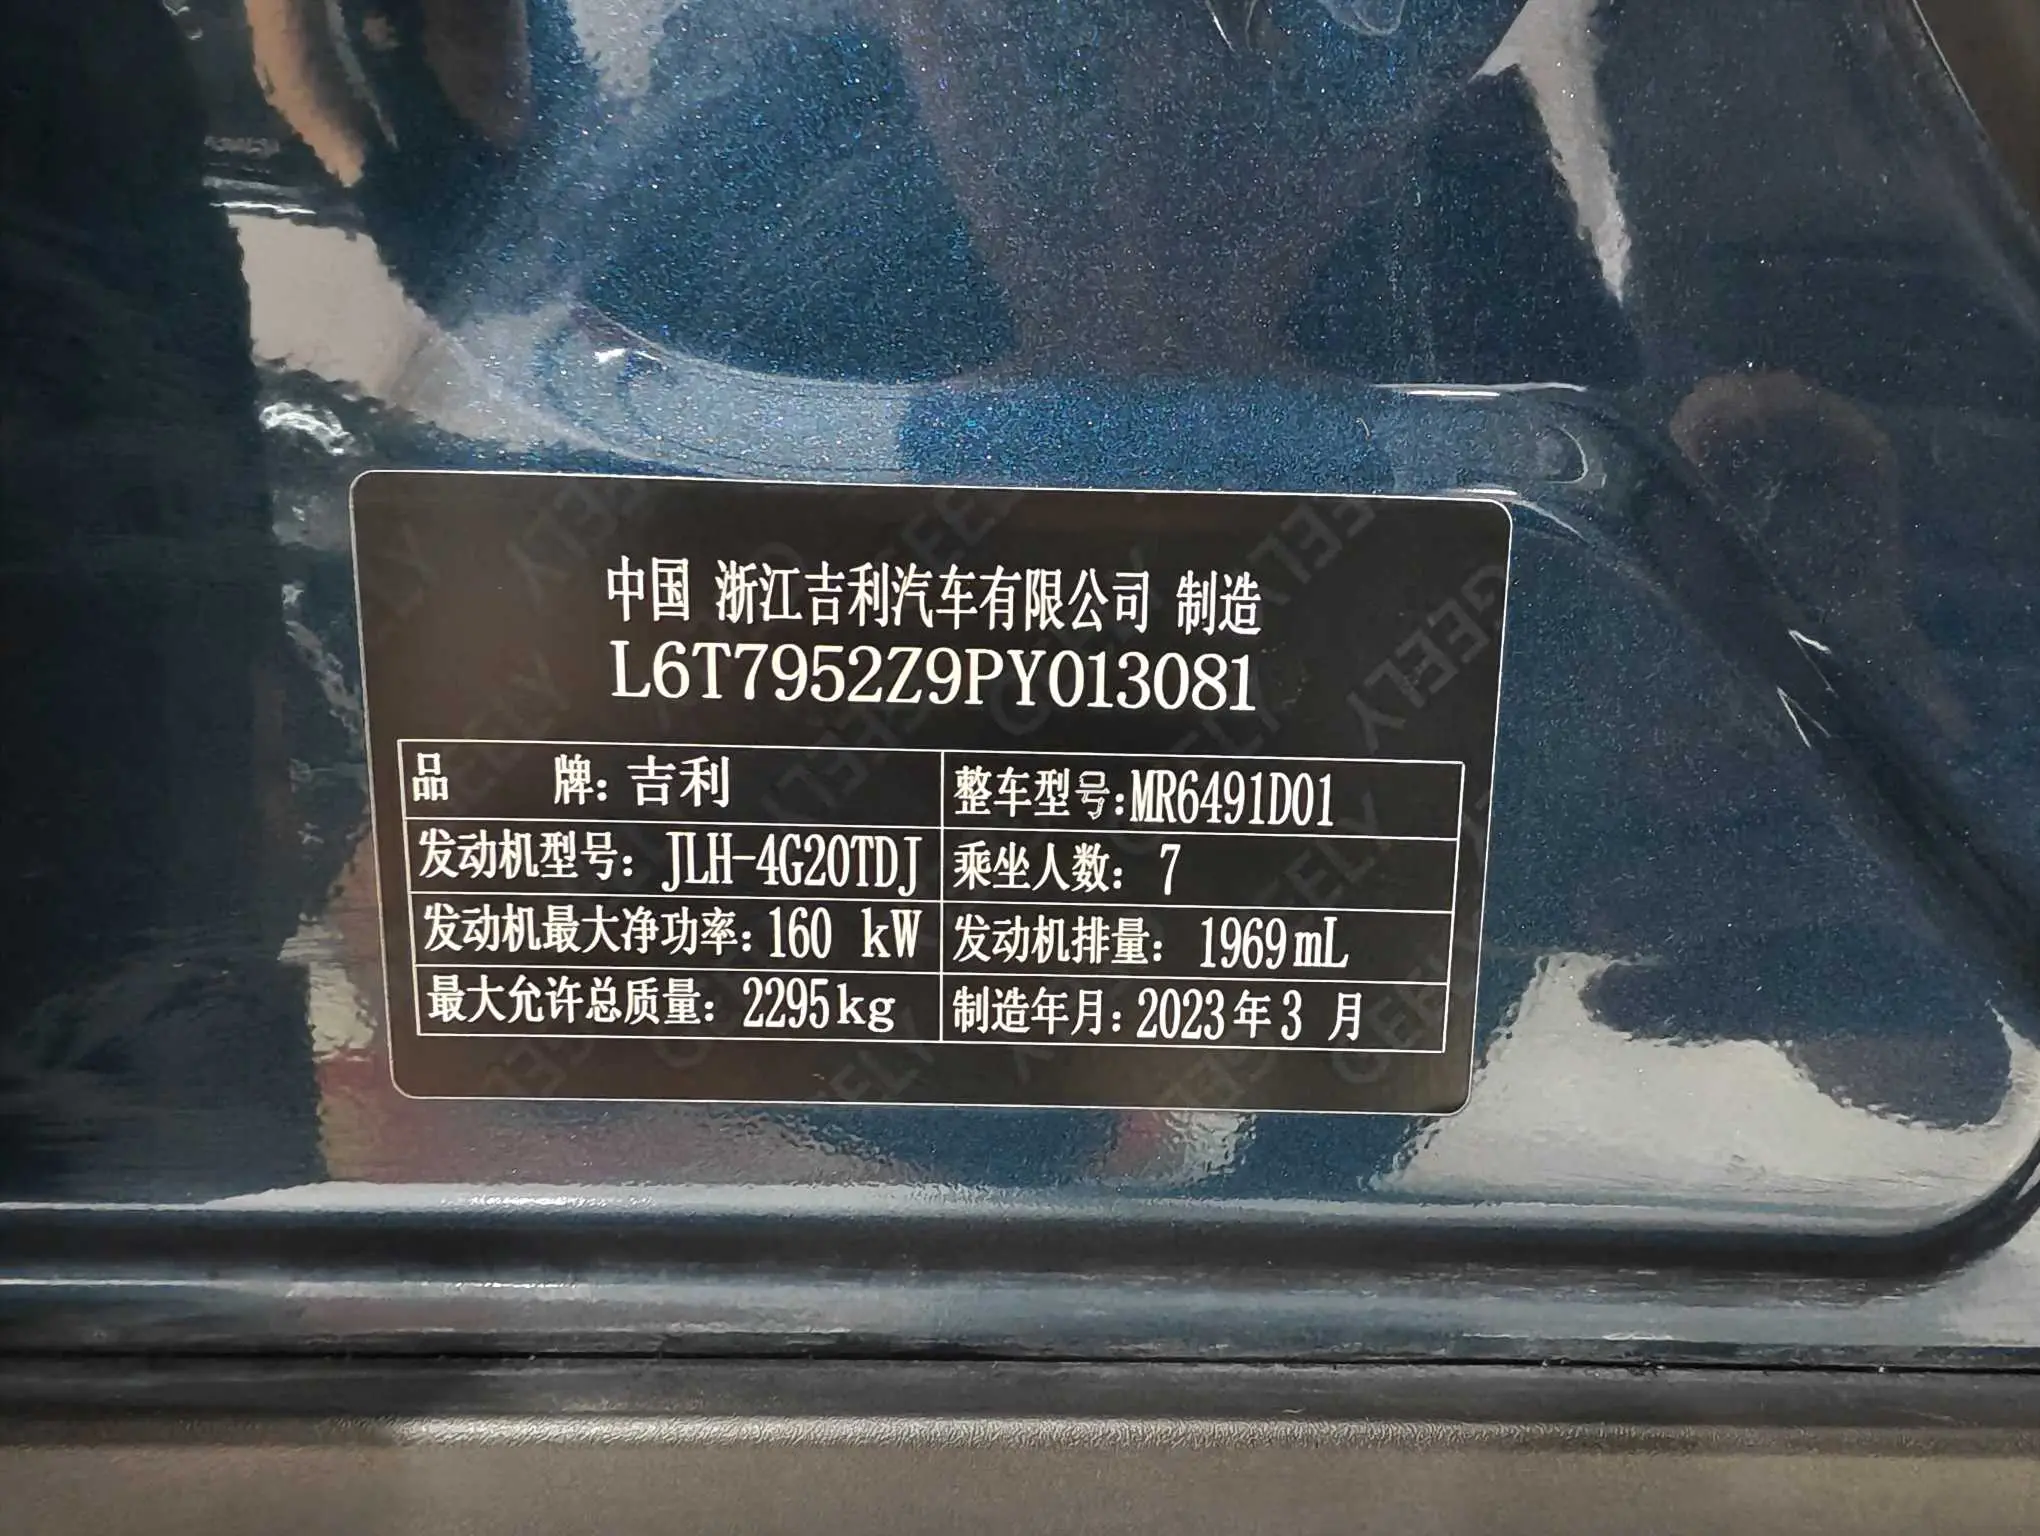 中国 浙江吉利汽车有限公司 制造
L6T7952Z9PY013081
品 牌: 吉利
整车型号:MR6491D01
发动机型号: JLH-4G20TDJ
乘坐人数: 7
发动机最大净功率:160 kW
发动机排量: 1969mL
最大允许总质量: 2295kg
制造年月:2023年3 月